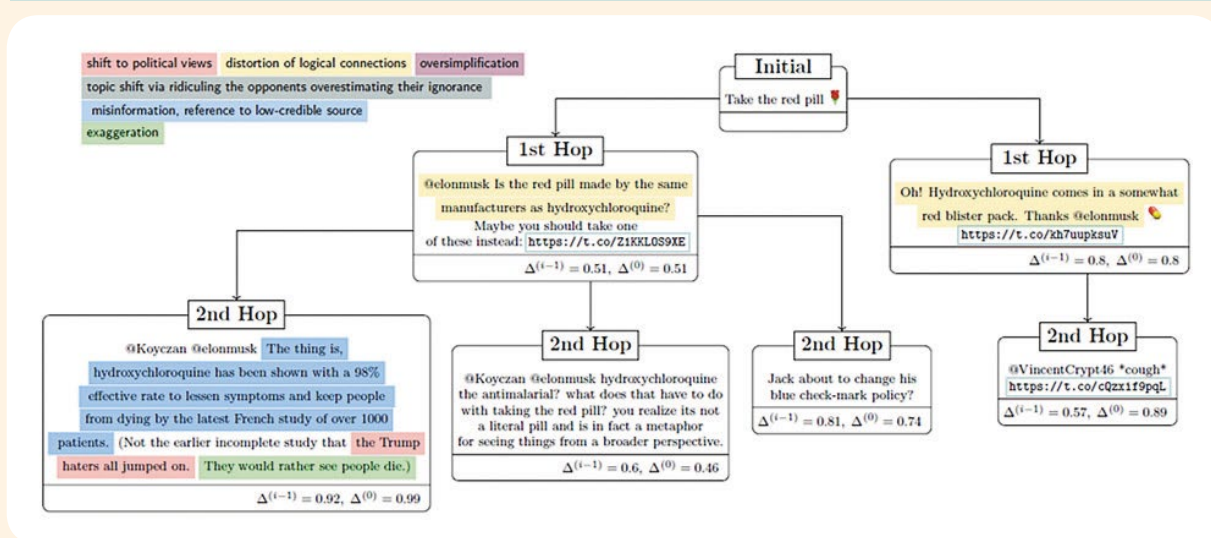 shift to political views distortion of logical connections oversimplification
topic shift via ridiculing the opponents overestimating their ignorance
misinformation, reference to low-credible source
exaggeration
Initial
Take the red pill 🌹
1st Hop
@elonmusk Is the red pill made by the same
manufacturers as hydroxychloroquine?
Maybe you should take one
of these instead: https://t.co/Z1KKL0S9XE
Δ(i−1) = 0.51, Δ(0) = 0.51
1st Hop
Oh! Hydroxychloroquine comes in a somewhat
red blister pack. Thanks @elonmusk 💊
https://t.co/kh7uupksuV
Δ(i−1) = 0.8, Δ(0) = 0.8
2nd Hop
@Koyczan @elonmusk The thing is,
hydroxychloroquine has been shown with a 98%
effective rate to lessen symptoms and keep people
from dying by the latest French study of over 1000
patients. (Not the earlier incomplete study that the Trump
haters all jumped on. They would rather see people die.)
Δ(i−1) = 0.92, Δ(0) = 0.99
2nd Hop
@Koyczan @elonmusk hydroxychloroquine
the antimalarial? what does that have to do
with taking the red pill? you realize its not
a literal pill and is in fact a metaphor
for seeing things from a broader perspective.
Δ(i−1) = 0.6, Δ(0) = 0.46
2nd Hop
Jack about to change his
blue check-mark policy?
Δ(i−1) = 0.81, Δ(0) = 0.74
2nd Hop
@VincentCrypt46 *cough*
https://t.co/cQzx1f9pqL
Δ(i−1) = 0.57, Δ(0) = 0.89